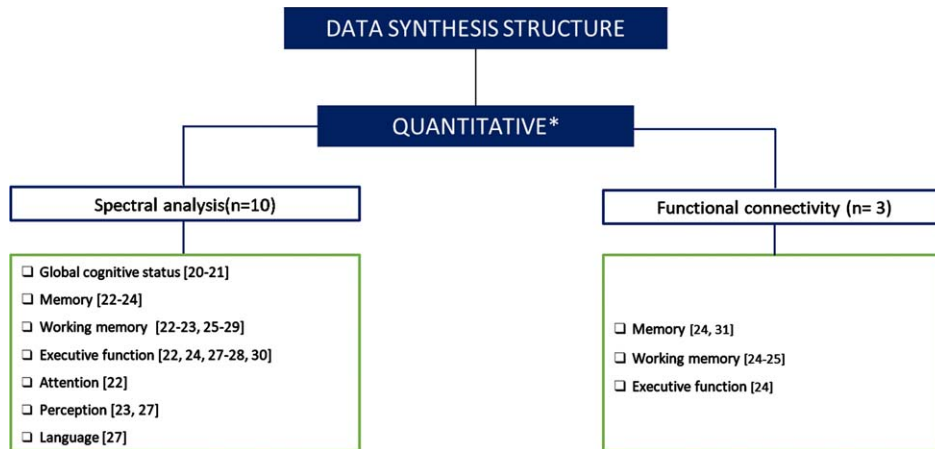 DATA SYNTHESIS STRUCTURE
QUANTITATIVE*
Spectral analysis(n=10)
❑ Global cognitive status [20-21]
❑ Memory [22-24]
❑ Working memory [22-23, 25-29]
❑ Executive function [22, 24, 27-28, 30]
❑ Attention [22]
❑ Perception [23, 27]
❑ Language [27]
Functional connectivity (n= 3)
❑ Memory [24, 31]
❑ Working memory [24-25]
❑ Executive function [24]